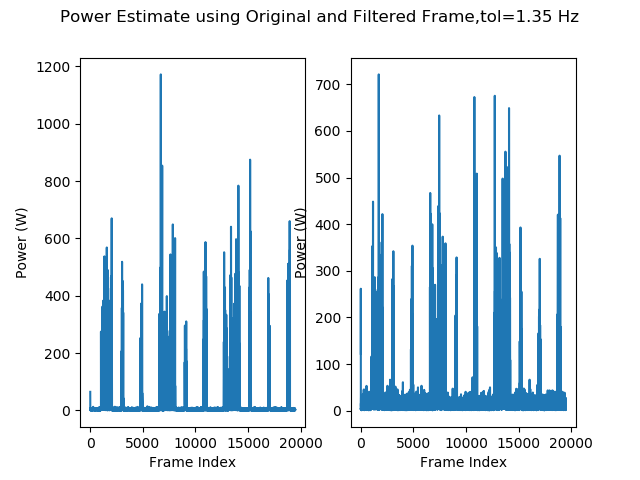 Power Estimate using Original and Filtered Frame,tol=1.35 Hz
Power (W)
1200
1000
800
600
400
200
0
0 5000 10000 15000 20000
Frame Index
Power (W)
700
600
500
400
300
200
100
0
0 5000 10000 15000 20000
Frame Index